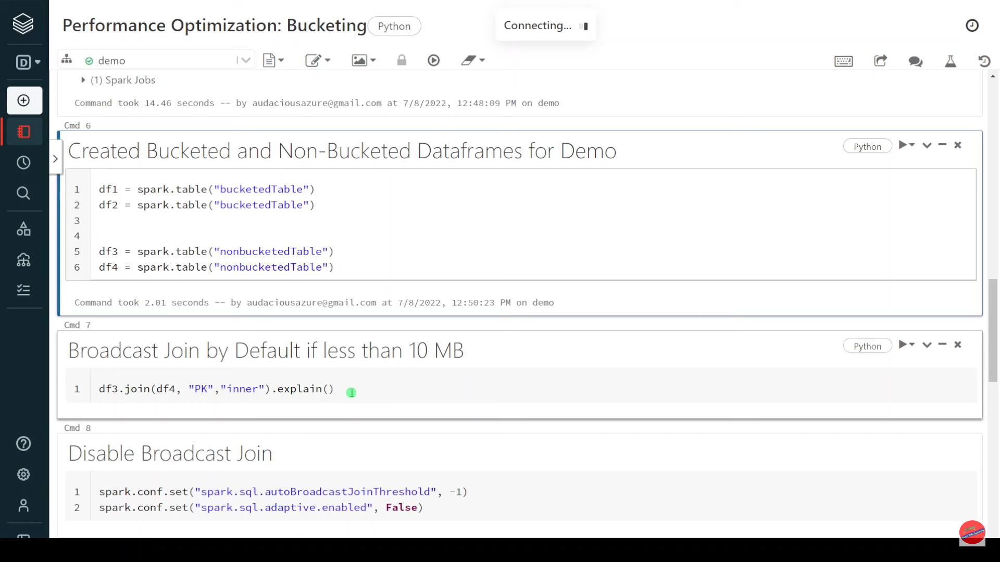 Performance Optimization: Bucketing Python
Connecting...
D
demo
(1) Spark Jobs
Command took 14.46 seconds -- by audaciousazure@gmail.com at 7/8/2022, 12:48:09 PM on demo
Cmd 6
Created Bucketed and Non-Bucketed Dataframes for Demo
Python
1 df1 = spark.table("bucketedTable")
2 df2 = spark.table("bucketedTable")
3
4
5 df3 = spark.table("nonbucketedTable")
6 df4 = spark.table("nonbucketedTable")
Command took 2.01 seconds -- by audaciousazure@gmail.com at 7/8/2022, 12:50:23 PM on demo
Cmd 7
Broadcast Join by Default if less than 10 MB
Python
1 df3.join(df4, "PK","inner").explain()
Cmd 8
Disable Broadcast Join
1 spark.conf.set("spark.sql.autoBroadcastJoinThreshold", -1)
2 spark.conf.set("spark.sql.adaptive.enabled", False)